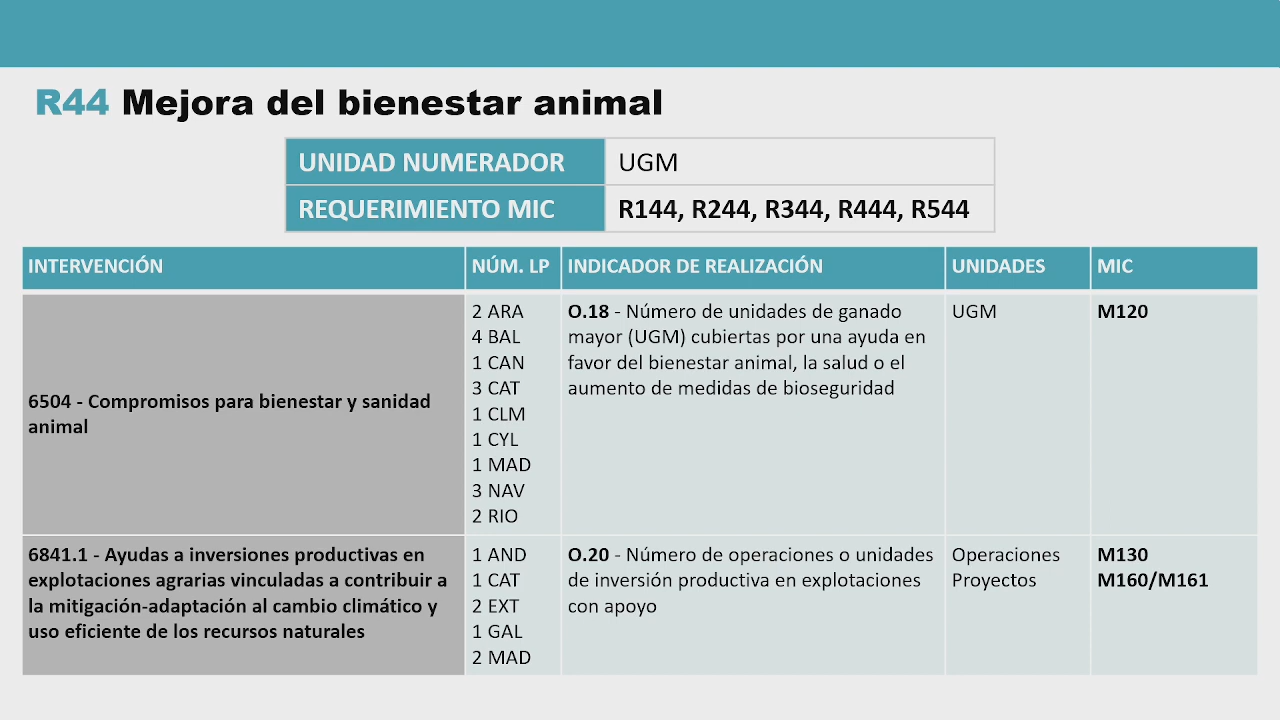 R44 Mejora del bienestar animal
UNIDAD NUMERADOR UGM
REQUERIMIENTO MIC R144, R244, R344, R444, R544
INTERVENCIÓN NÚM. LP INDICADOR DE REALIZACIÓN UNIDADES MIC
6504 - Compromisos para bienestar y sanidad
animal
2 ARA
4 BAL
1 CAN
3 CAT
1 CLM
1 CYL
1 MAD
3 NAV
2 RIO
O.18 - Número de unidades de ganado
mayor (UGM) cubiertas por una ayuda en
favor del bienestar animal, la salud o el
aumento de medidas de bioseguridad
UGM
M120
6841.1 - Ayudas a inversiones productivas en
explotaciones agrarias vinculadas a contribuir a
la mitigación-adaptación al cambio climático y
uso eficiente de los recursos naturales
1 AND
1 CAT
2 EXT
1 GAL
2 MAD
O.20 - Número de operaciones o unidades
de inversión productiva en explotaciones
con apoyo
Operaciones
Proyectos
M130
M160/M161